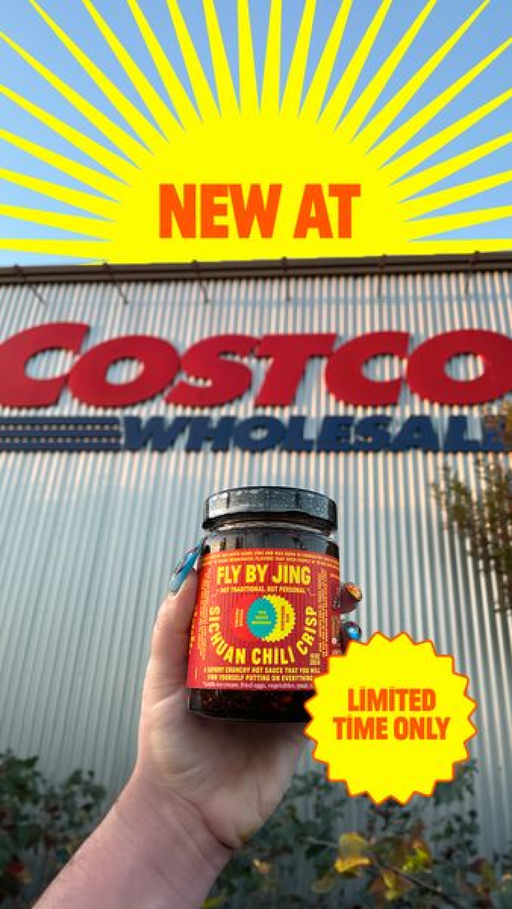 NEW AT
COSTCO
WHOLESALE
FLY BY JING
NOT TRADITIONAL BUT PERSONAL
SICHUAN CHILI CRISP
A SAVORY CRUNCHY HOT SAUCE THAT YOU WILL
FIND YOURSELF PUTTING ON EVERYTHING
LIMITED
TIME ONLY